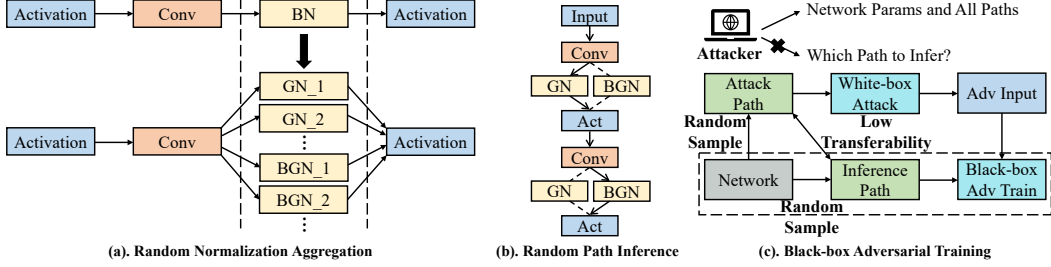 Activation
Conv
BN
Activation
GN_1
GN_2
⋮
BGN_1
BGN_2
⋮
Activation
Conv
Activation
(a). Random Normalization Aggregation
Input
Conv
GN
BGN
Act
Conv
GN
BGN
Act
(b). Random Path Inference
Attacker
Network Params and All Paths
Which Path to Infer?
Attack
Path
White-box
Attack
Adv Input
Random
Sample
Low
Transferability
Network
Inference
Path
Black-box
Adv Train
Random
Sample
(c). Black-box Adversarial Training